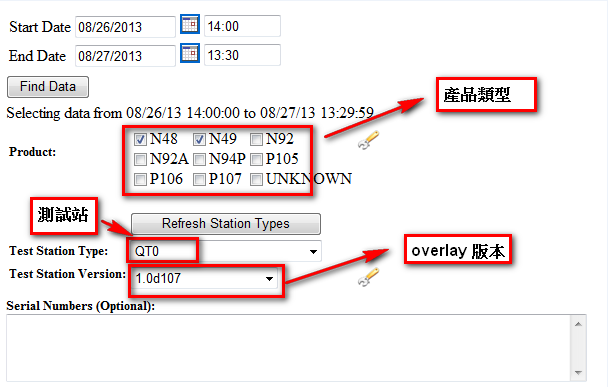 Start Date 08/26/2013 14:00
End Date 08/27/2013 13:30
Find Data
Selecting data from 08/26/13 14:00:00 to 08/27/13 13:29:59
產品類型
Product:
N48 N49 N92
N92A N94P P105
P106 P107 UNKNOWN
測試站
Refresh Station Types
Test Station Type: QT0
overlay 版本
Test Station Version: 1.0d107
Serial Numbers (Optional):